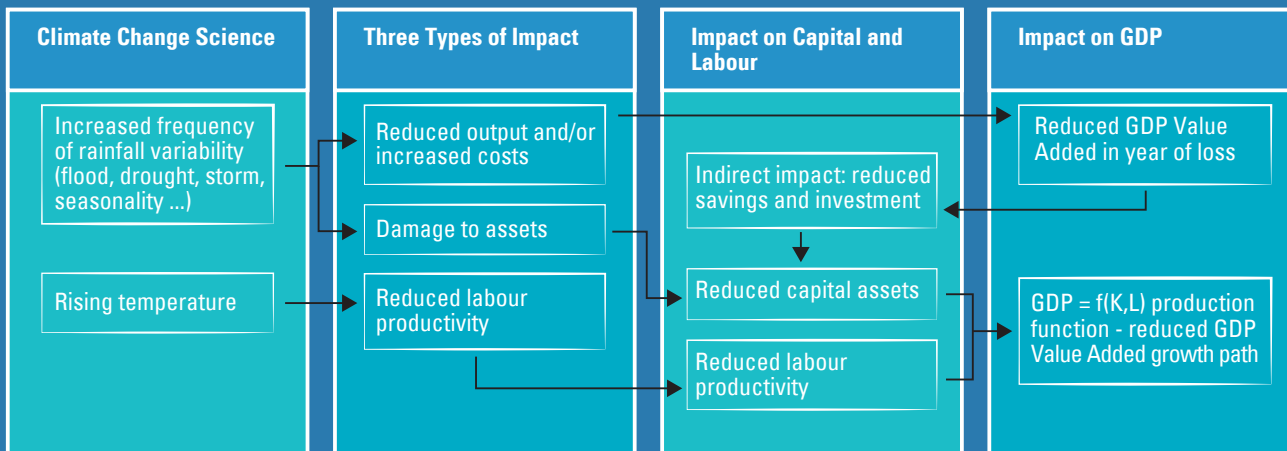 Climate Change Science
Increased frequency
of rainfall variability
(flood, drought, storm,
seasonality ...)
Rising temperature
Three Types of Impact
Reduced output and/or
increased costs
Damage to assets
Reduced labour
productivity
Impact on Capital and
Labour
Indirect impact: reduced
savings and investment
Reduced capital assets
Reduced labour
productivity
Impact on GDP
Reduced GDP Value
Added in year of loss
GDP = f(K,L) production
function - reduced GDP
Value Added growth path